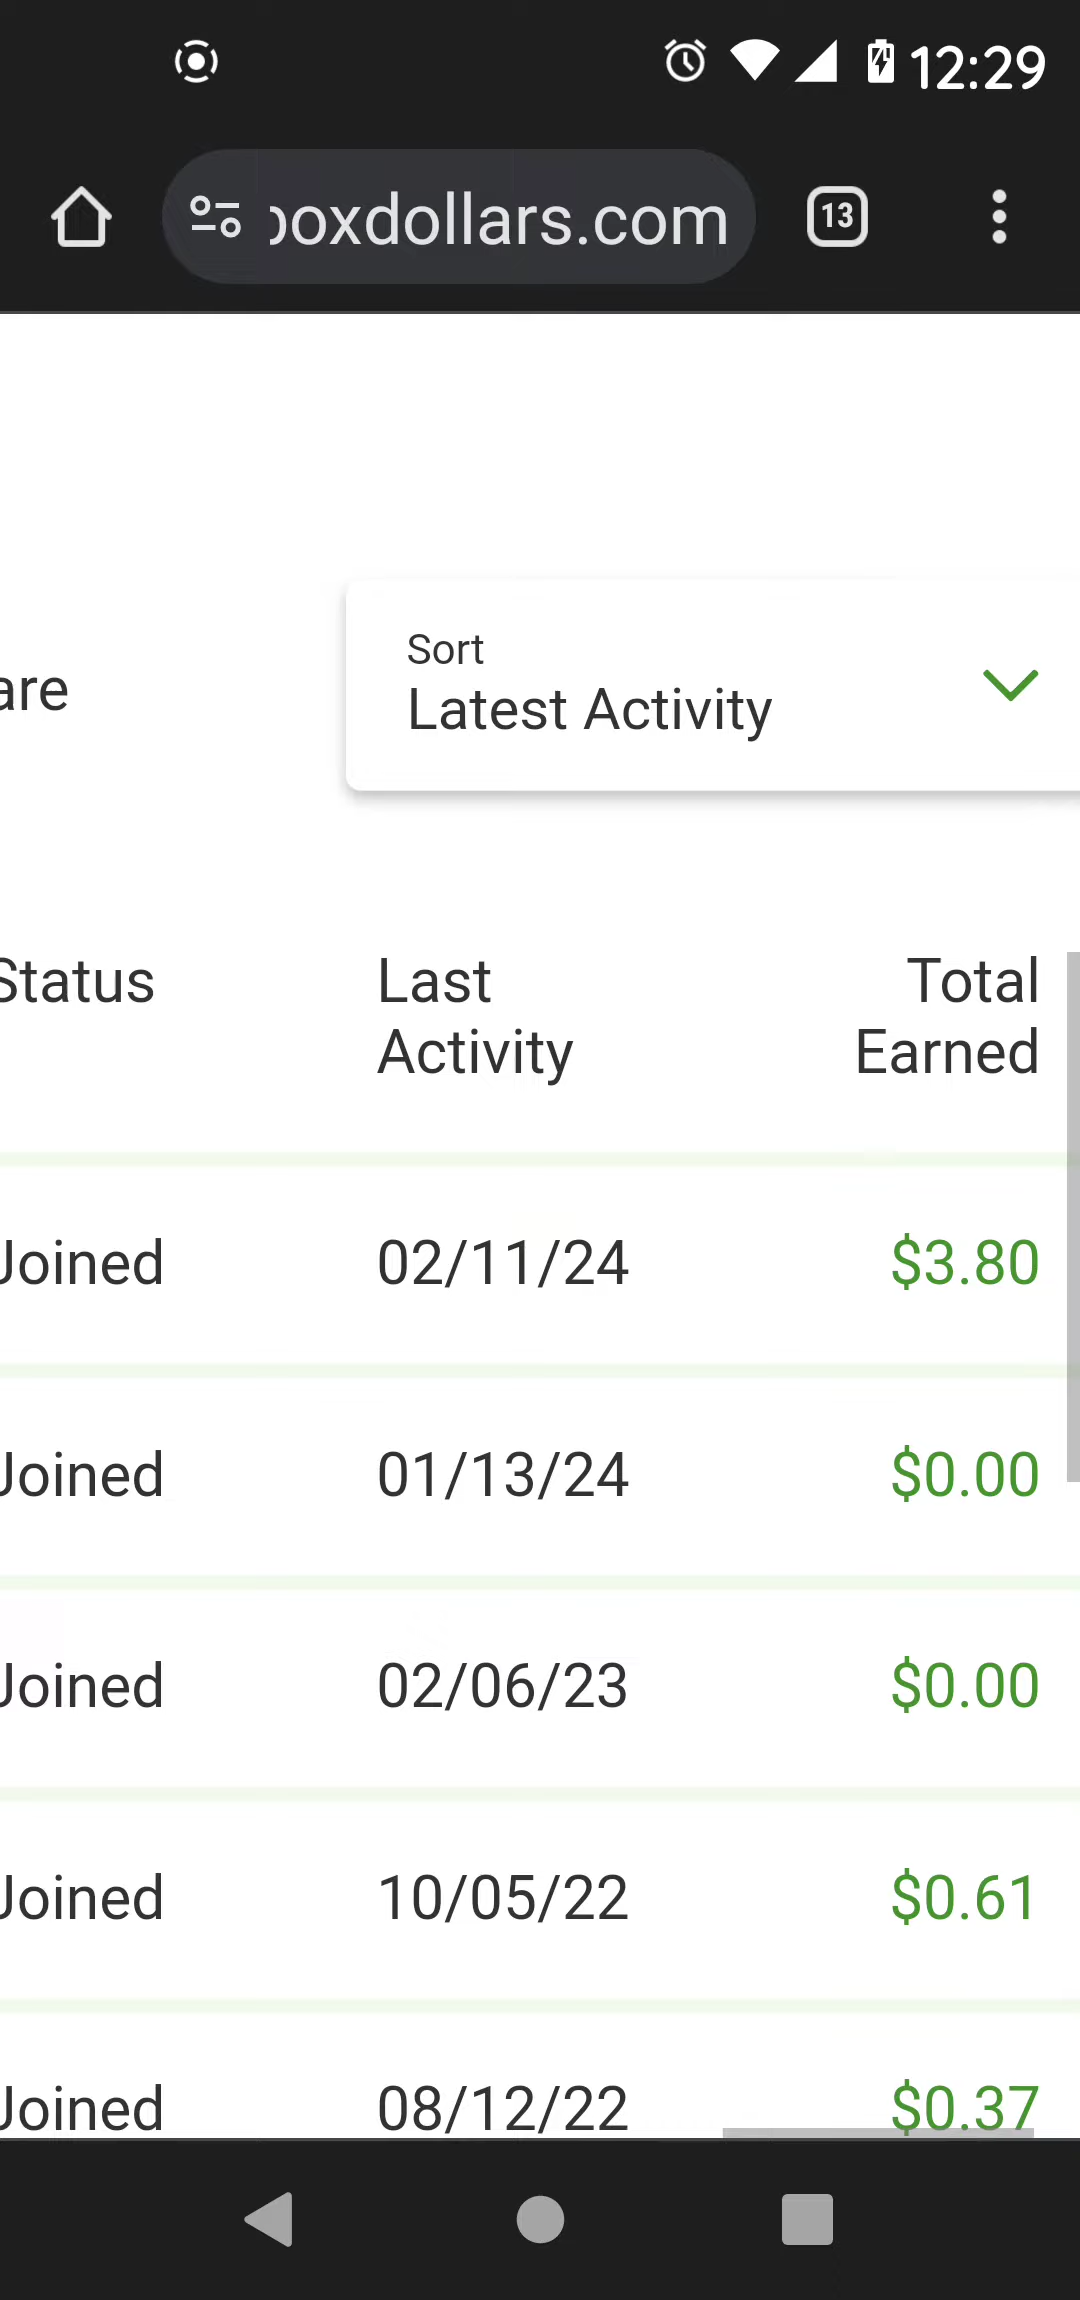 12:29
boxdollars.com
13
Sort
are
Latest Activity
Status Last Activity Total Earned
Joined 02/11/24 $3.80
Joined 01/13/24 $0.00
Joined 02/06/23 $0.00
Joined 10/05/22 $0.61
Joined 08/12/22 $0.37